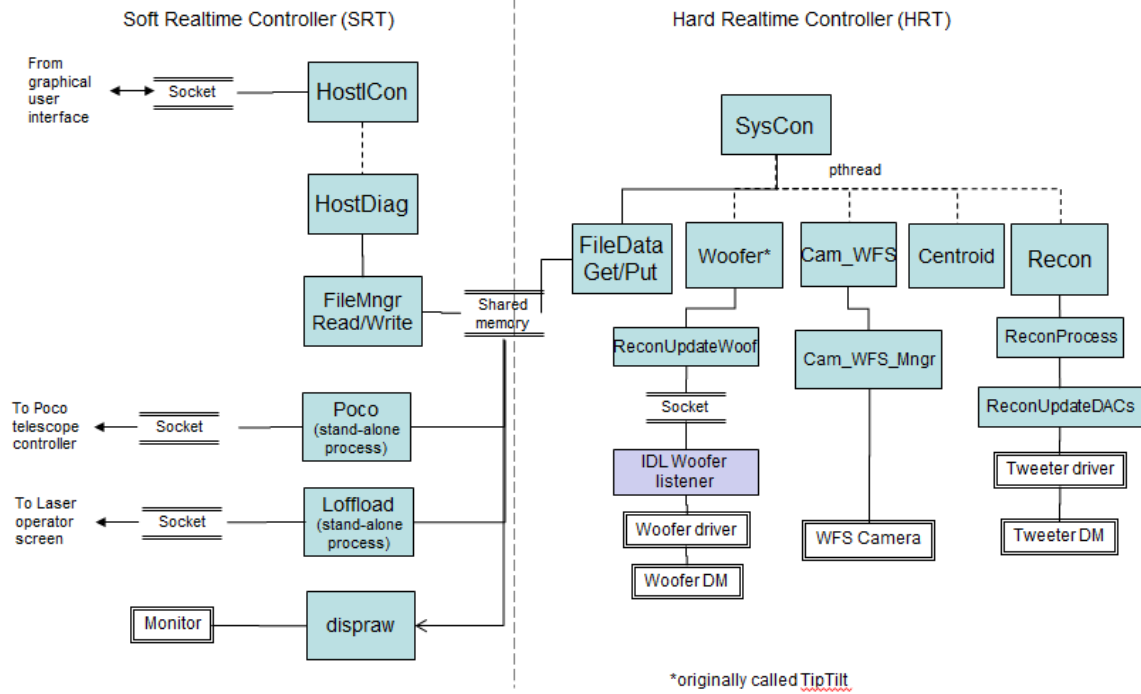 Soft Realtime Controller (SRT)
Hard Realtime Controller (HRT)
From
graphical
user
interface
Socket
HostICon
SysCon
pthread
HostDiag
FileData
Get/Put
Woofer*
Cam_WFS
Centroid
Recon
FileMngr
Read/Write
Shared
memory
ReconUpdateWoof
Cam_WFS_Mngr
ReconProcess
To Poco
telescope
controller
Socket
Poco
(stand-alone
process)
Socket
ReconUpdateDACs
IDL Woofer
listener
Tweeter driver
To Laser
operator
screen
Socket
Loffload
(stand-alone
process)
Woofer driver
WFS Camera
Tweeter DM
Woofer DM
Monitor
dispraw
*originally called TipTilt